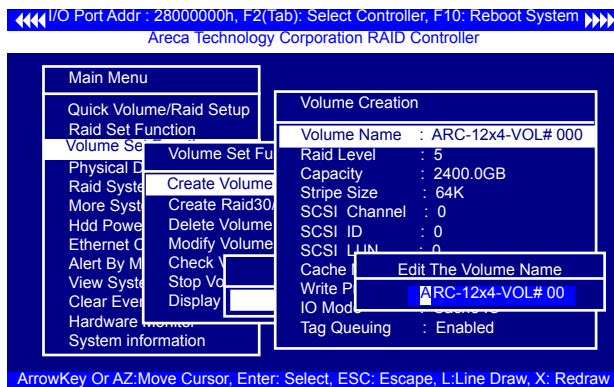 I/O Port Addr : 28000000h, F2(Tab): Select Controller, F10: Reboot System
Areca Technology Corporation RAID Controller
Main Menu
Quick Volume/Raid Setup
Raid Set Function
Volume Se
Physical D
Raid Syste
More Syst
Hdd Powe
Ethernet C
Alert By M
View Syste
Clear Ever
Hardware
System information
Volume Set Fu
Create Volume
Create Raid30/
Delete Volume
Modify Volume
Check V
Stop Vo
Display
Volume Creation
Volume Name : ARC-12x4-VOL# 000
Raid Level : 5
Capacity : 2400.0GB
Stripe Size : 64K
SCSI Channel : 0
SCSI ID : 0
SCSI LUN : 0
Cache
Write P
IO Mode
Tag Queuing : Enabled
Edit The Volume Name
ARC-12x4-VOL# 00
ArrowKey Or AZ:Move Cursor, Enter: Select, ESC: Escape, L:Line Draw, X: Redraw